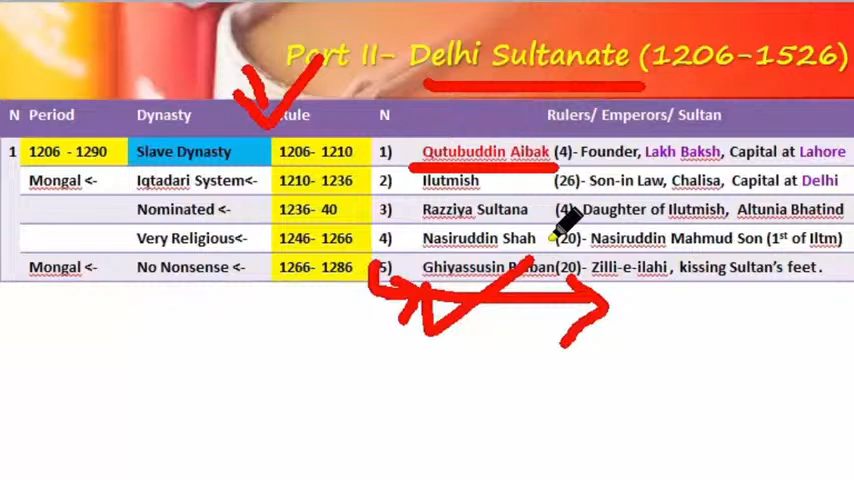 Part II- Delhi Sultanate (1206-1526)
N Period Dynasty Rule N Rulers/ Emperors/ Sultan
1 1206 - 1290 Slave Dynasty 1206- 1210 1) Qutubuddin Aibak (4)- Founder, Lakh Baksh, Capital at Lahore
Mongal <- Iqtadari System<- 1210- 1236 2) Ilutmish (26)- Son-in Law, Chalisa, Capital at Delhi
Nominated <- 1236- 40 3) Razziya Sultana (4)- Daughter of Ilutmish, Altunia Bhatind
Very Religious<- 1246- 1266 4) Nasiruddin Shah (20)- Nasiruddin Mahmud Son (1st of Iltm)
Mongal <- No Nonsense <- 1266- 1286 5) Ghiyassusin Balban(20)- Zilli-e-ilahi, kissing Sultan's feet.